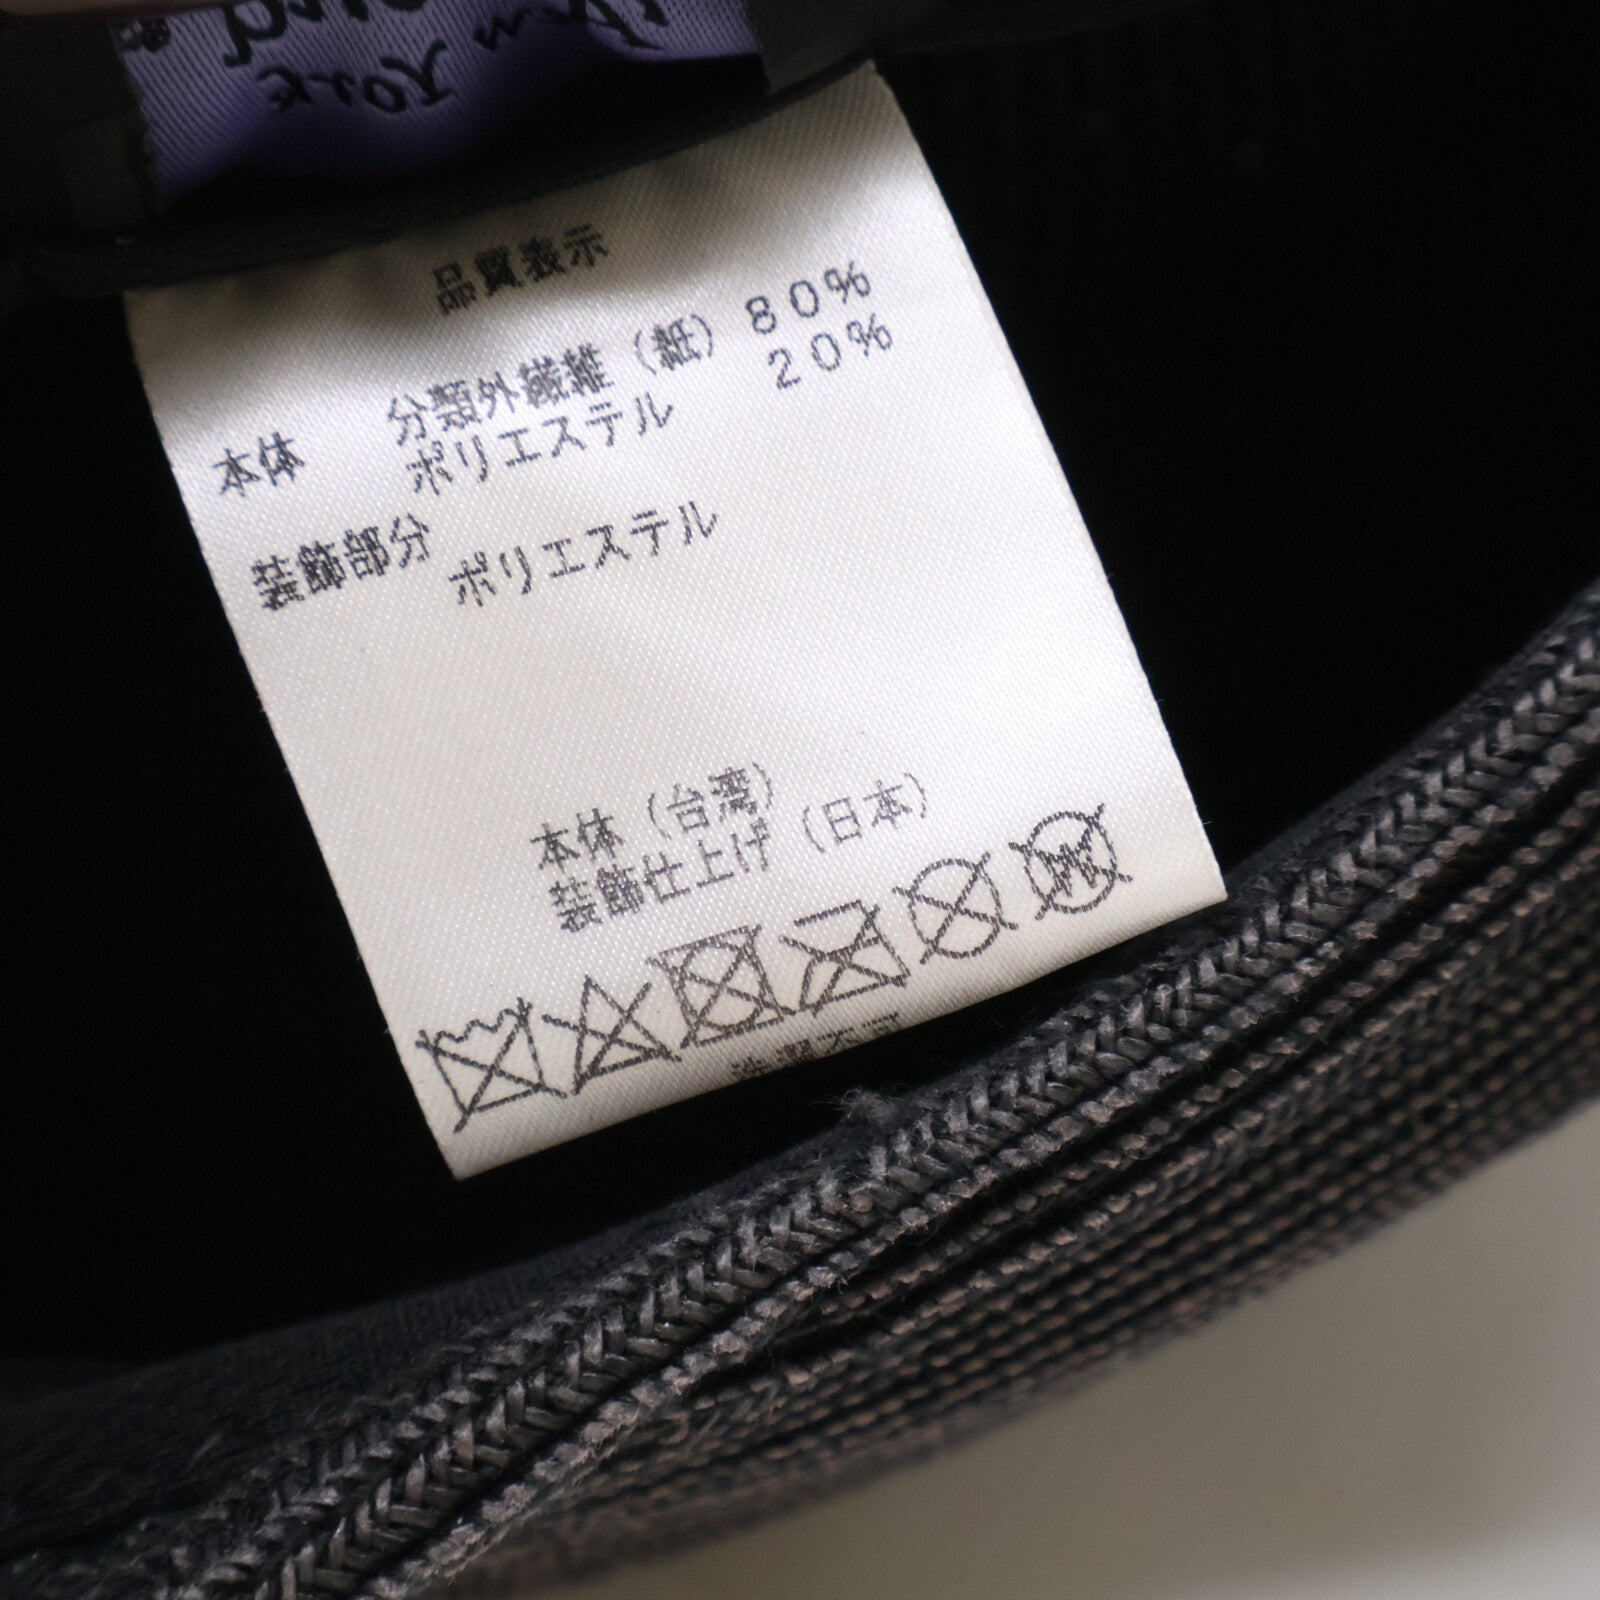 New York
品質表示
本体 分類外繊維(紙) 80%
ポリエステル 20%
装飾部分
ポリエステル
本体(台湾)
装飾仕上げ(日本)